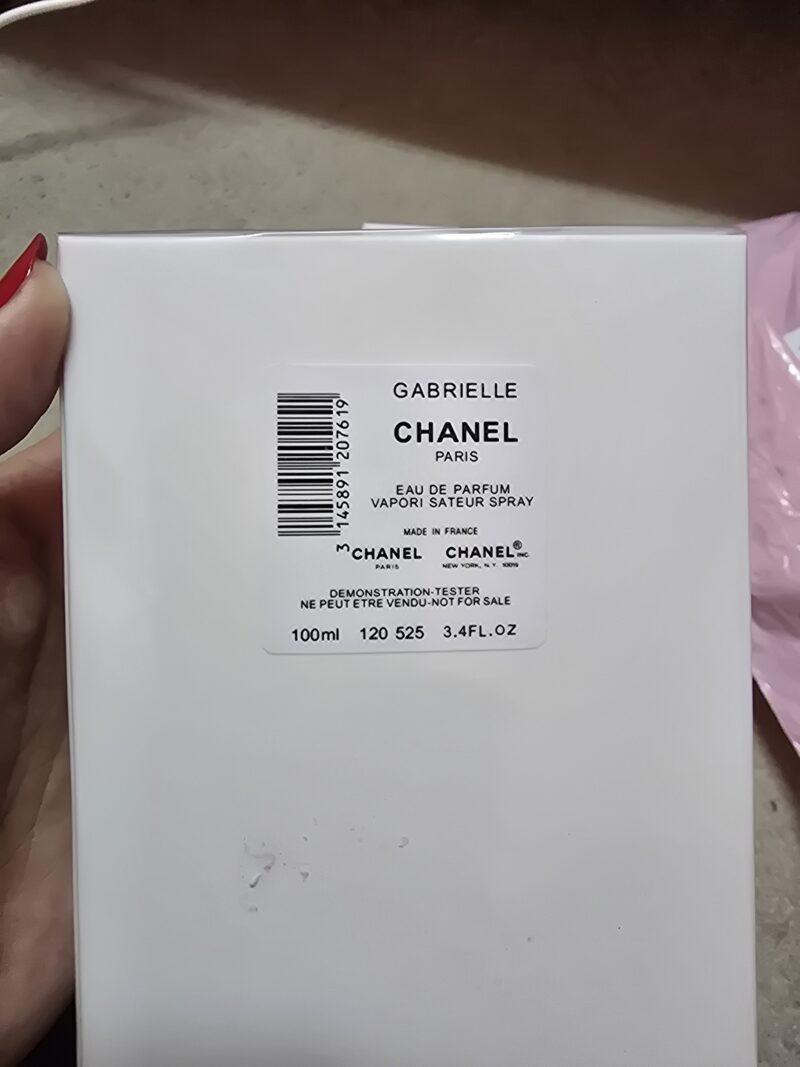 GABRIELLE
CHANEL
PARIS
EAU DE PARFUM
VAPORI SATEUR SPRAY
MADE IN FRANCE
CHANEL
PARIS
CHANEL® INC.
NEW YORK, N.Y. 10019
DEMONSTRATION-TESTER
NE PEUT ETRE VENDU-NOT FOR SALE
100ml 120 525 3.4FL.OZ
3 145891 207619